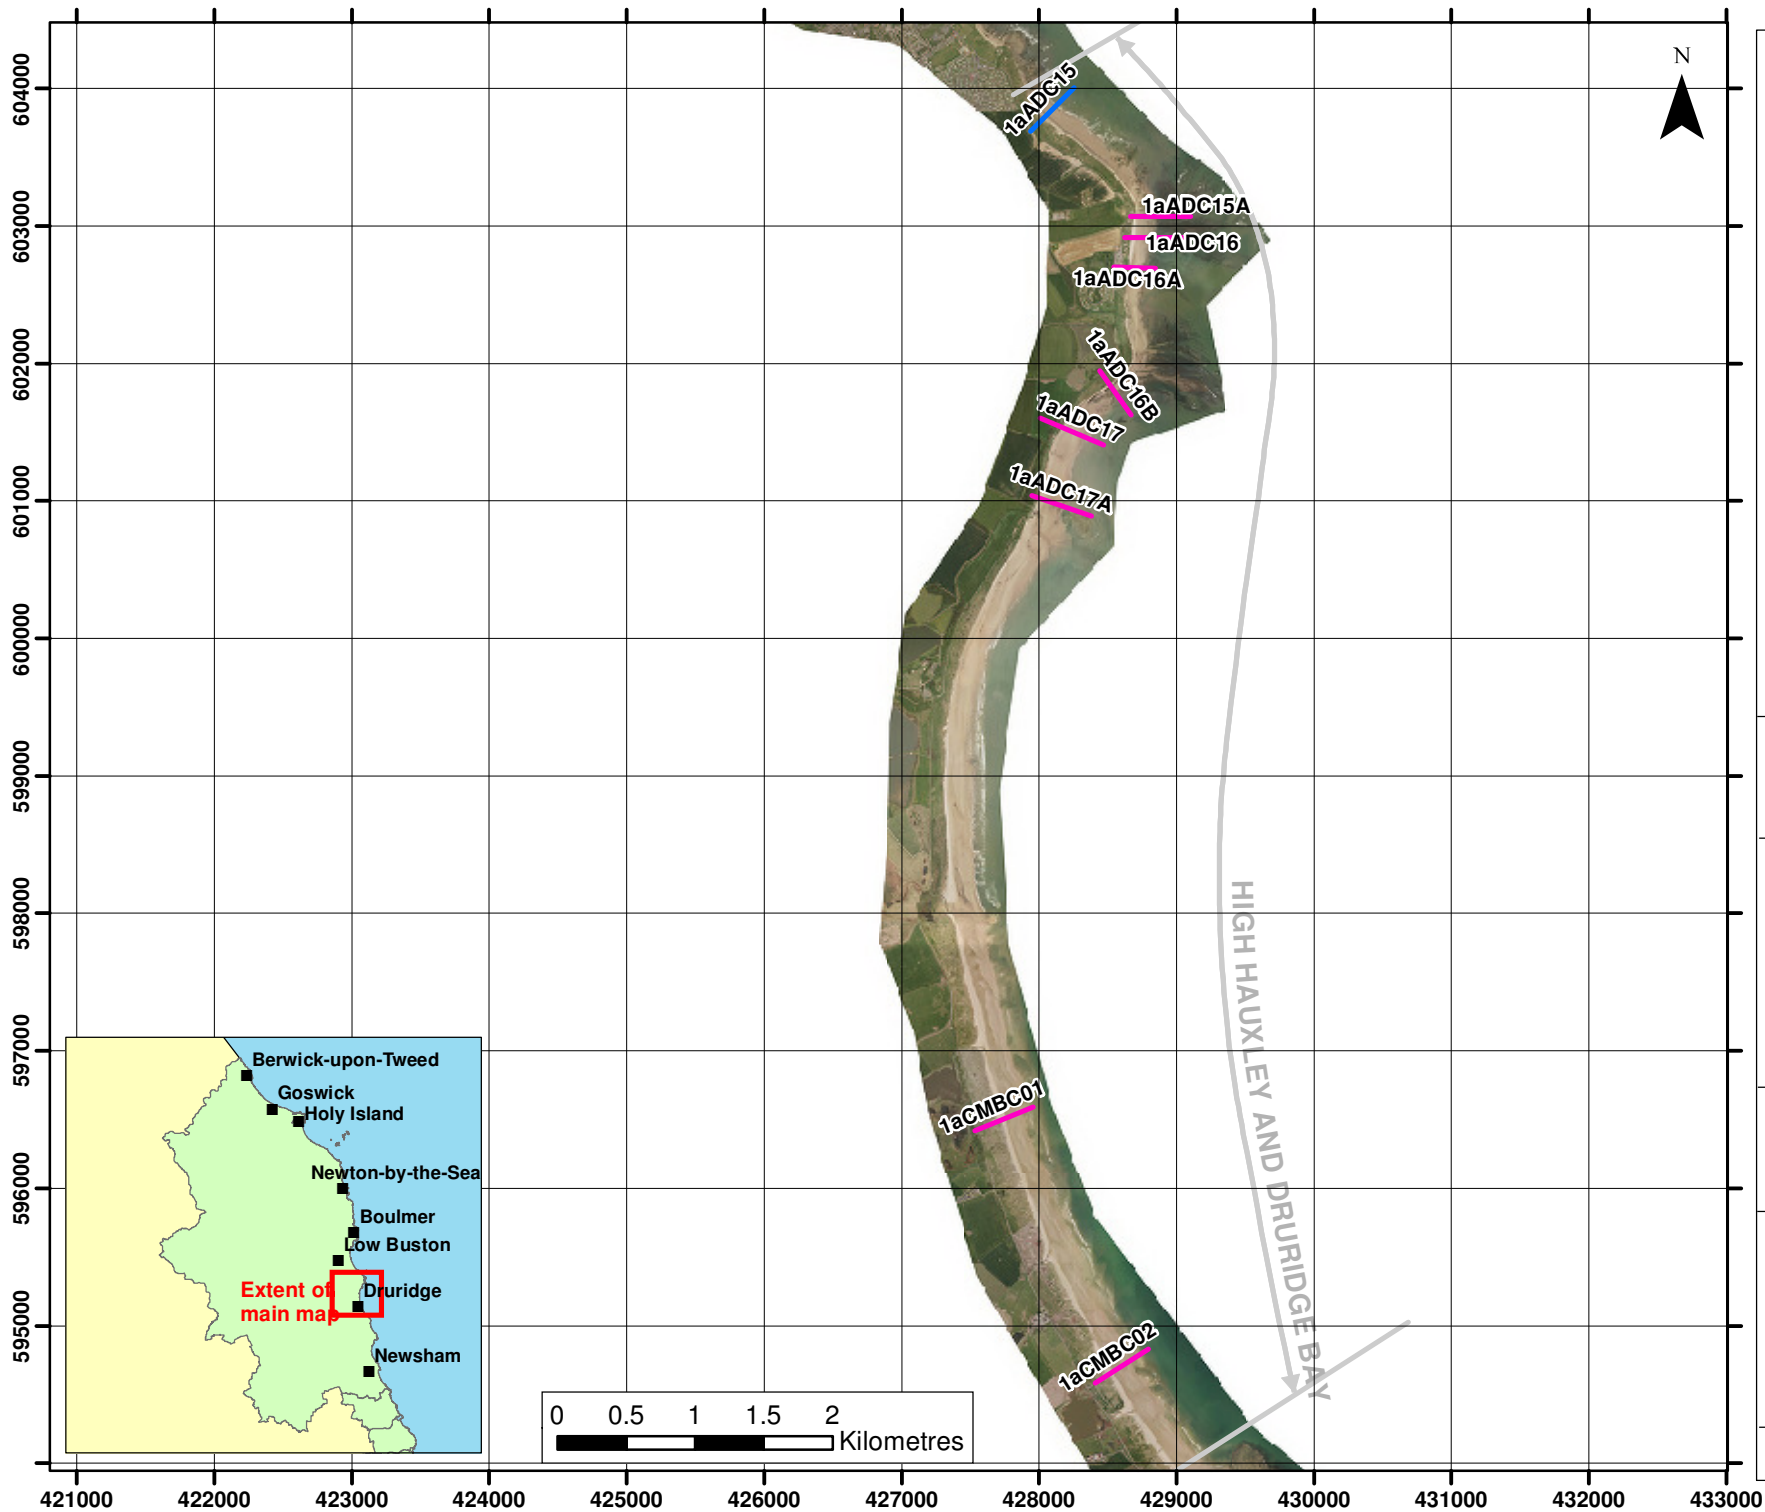 N
604000
603000
602000
601000
600000
599000
598000
597000
596000
595000
1aADC15
1aADC15A
1aADC16
1aADC16A
1aADC16B
1aADC17
1aADC17A
1aCMBC01
1aCMBC02
HIGH HAUXLEY AND DRURIDGE BAY
Berwick-upon-Tweed
Goswick
Holy Island
Newton-by-the-Sea
Boulmer
Low Buston
Extent of
main map
Druridge
Newsham
0 0.5 1 1.5 2
Kilometres
421000 422000 423000 424000 425000 426000 427000 428000 429000 430000 431000 432000 433000